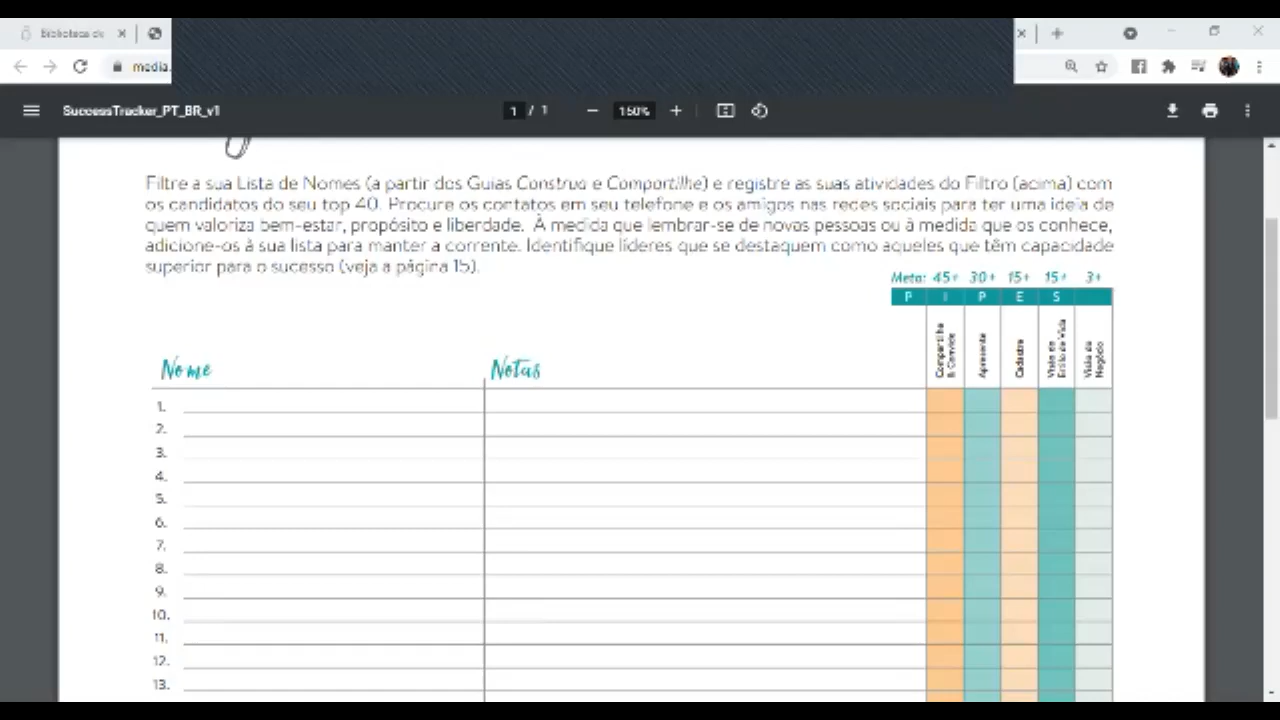 Biblioteca de
media.
SuccessTracker_PT_BR_v1
1 / 1
150%
Filtre a sua Lista de Nomes (a partir dos Guias Construa e Compartilhe) e registre as suas atividades do Filtro (acima) com
os candidatos do seu top 40. Procure os contatos em seu telefone e os amigos nas redes sociais para ter uma ideia de
quem valoriza bem-estar, propósito e liberdade. À medida que lembrar-se de novas pessoas ou à medida que os conhece,
adicione-os à sua lista para manter a corrente. Identifique líderes que se destaquem como aqueles que têm capacidade
superior para o sucesso (veja a página 15).
Meta: 45+ 30+ 15+ 15+ 3+
P I P E S
Compartilha
& Convide
Apresente
Cadastre
Visão do
Estilo de Vida
Visão do
Negócio
Nome
Notas
1.
2.
3.
4.
5.
6.
7.
8.
9.
10.
11.
12.
13.